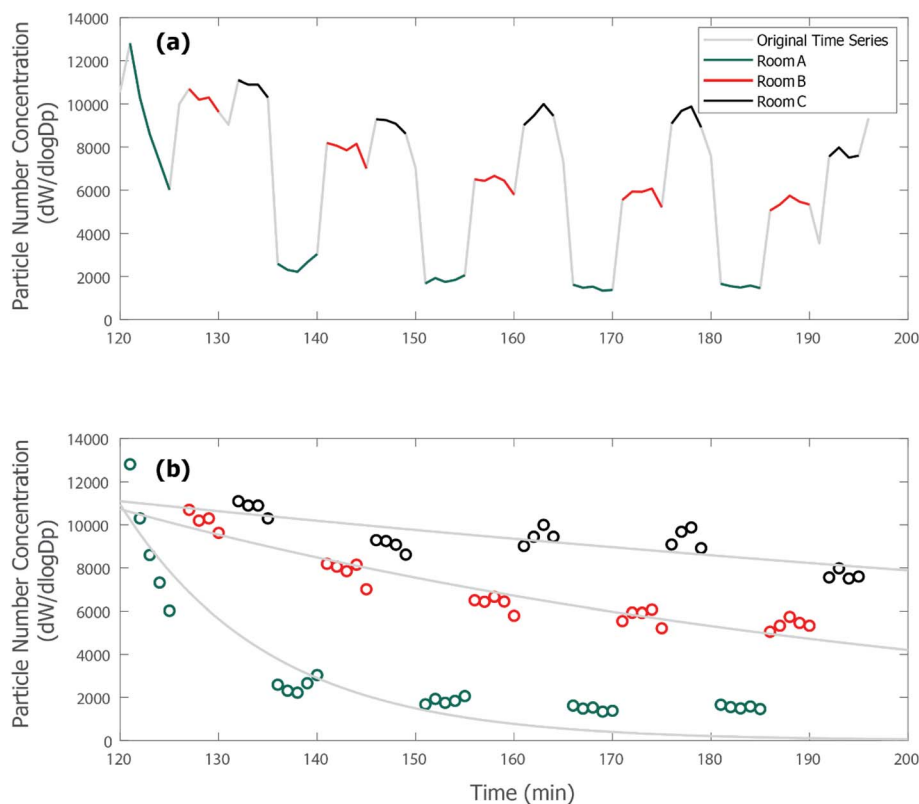 14000
12000
10000
8000
6000
4000
2000
0
Particle Number Concentration
(dW/dlogDp)
(a)
Original Time Series
Room A
Room B
Room C
120 130 140 150 160 170 180 190 200
14000
12000
10000
8000
6000
4000
2000
0
Particle Number Concentration
(dW/dlogDp)
(b)
120 130 140 150 160 170 180 190 200
Time (min)